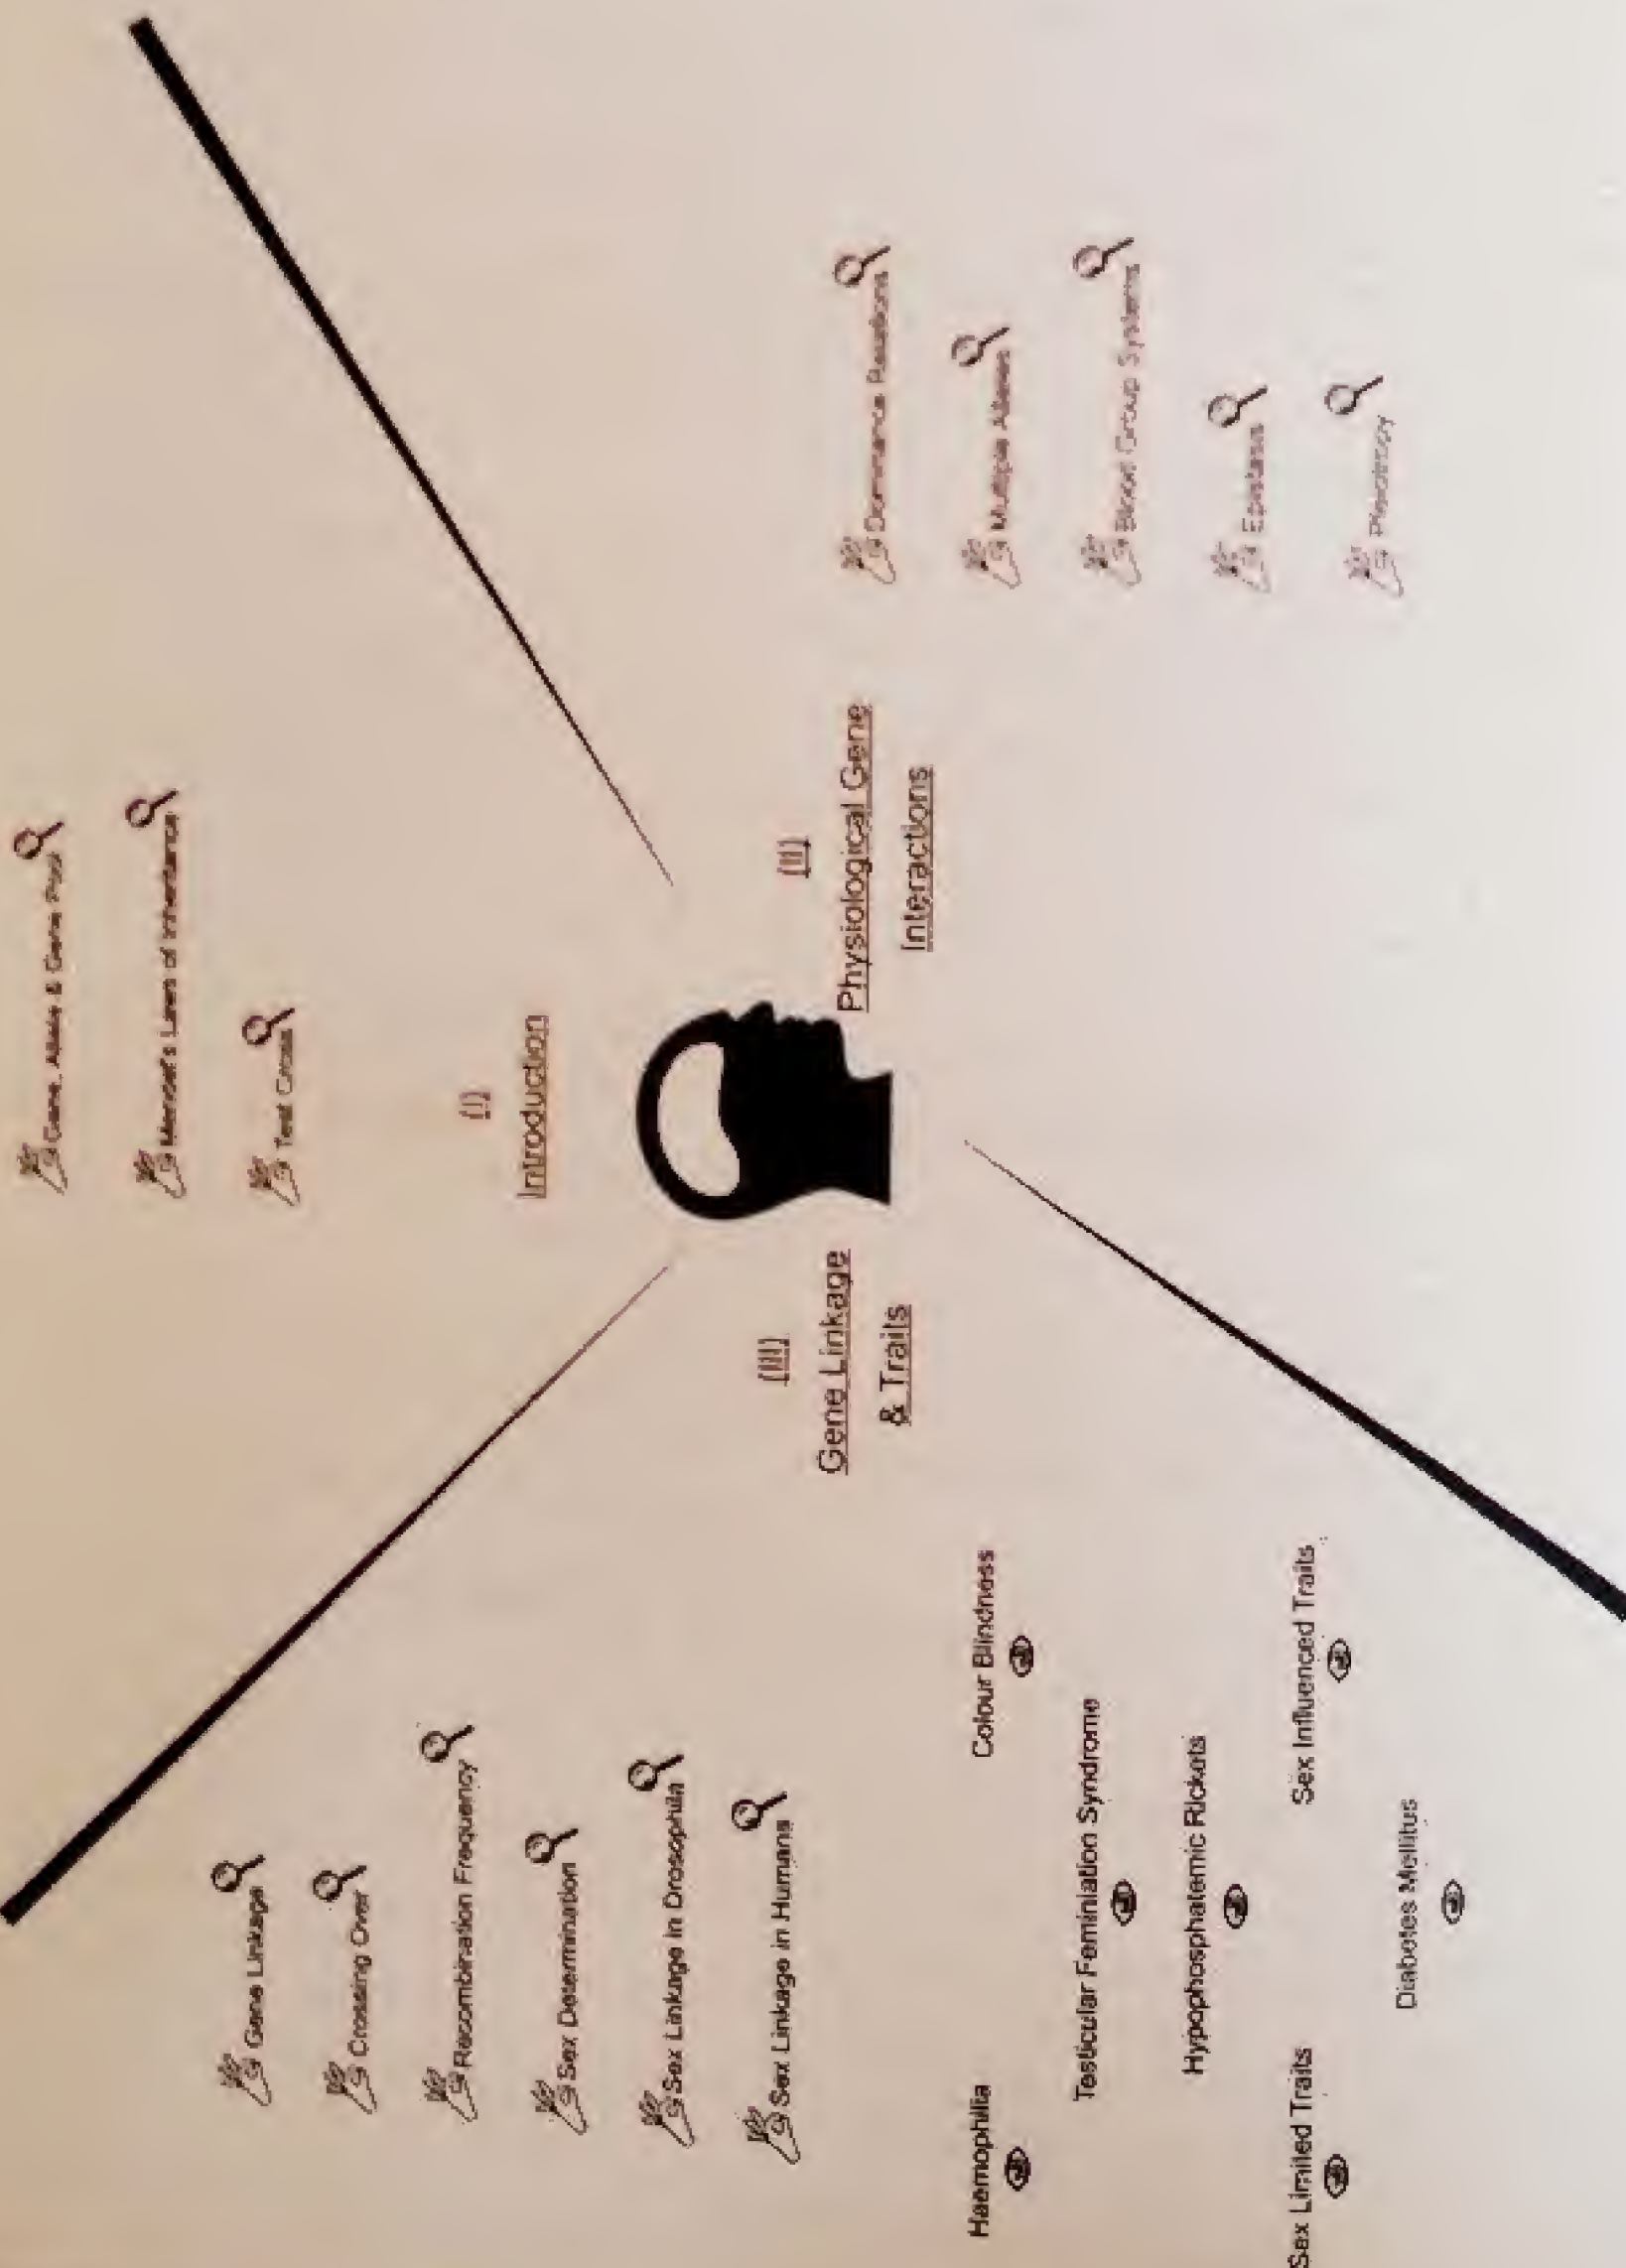 Gene, Allele & Gene Pool
Mendel's Laws of Inheritance
Test Cross
(I)
Introduction
(II)
Physiological Gene
Interactions
Dominance Relations
Multiple Alleles
Blood Group Systems
Epistasis
Pleiotropy
(III)
Gene Linkage
& Traits
Gene Linkage
Crossing Over
Recombination Frequency
Sex Determination
Sex Linkage in Drosophila
Sex Linkage in Humans
Haemophilia
Colour Blindness
Testicular Feminiation Syndrome
Hypophosphatemic Rickets
Sex Limited Traits
Sex Influenced Traits
Diabetes Mellitus